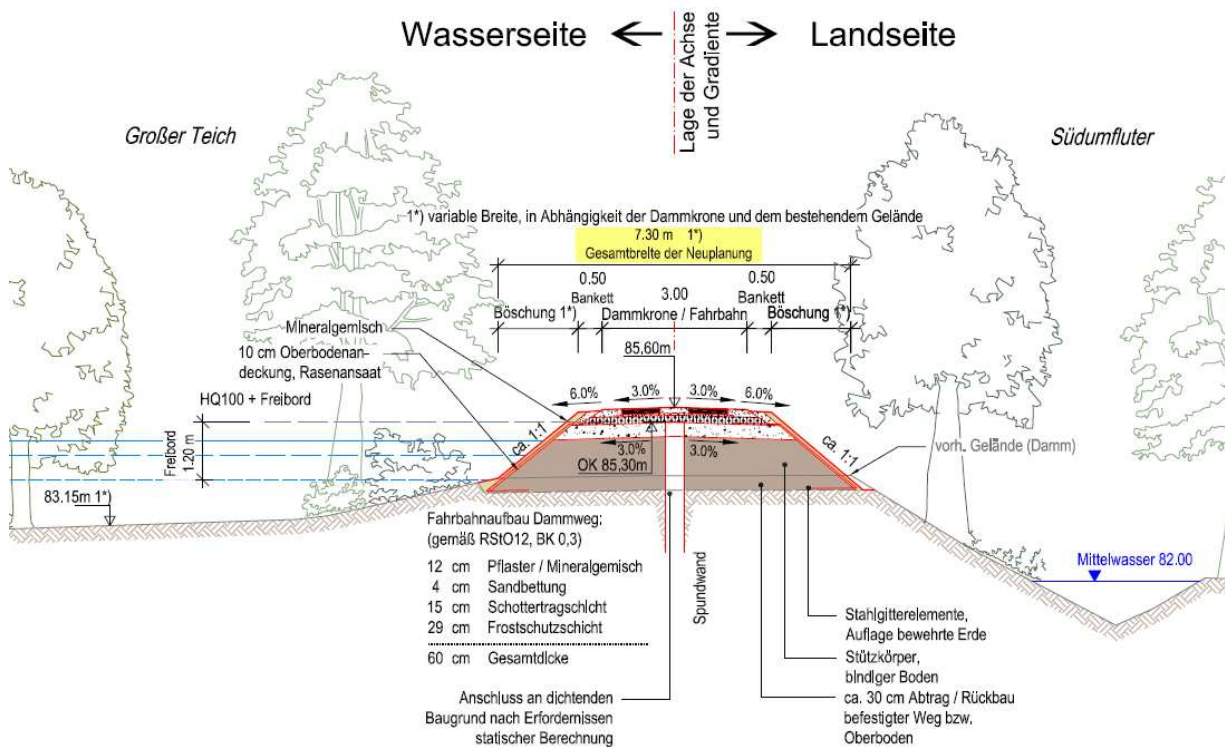 Wasserseite
Landseite
Lage der Achse
und Gradiente
Großer Teich
Südumfluter
1*) variable Breite, in Abhängigkeit der Dammkrone und dem bestehendem Gelände
7.30 m 1*)
Gesamtbreite der Neuplanung
0.50
Bankett
3.00
0.50
Bankett
Böschung 1*)
Dammkrone / Fahrbahn
Böschung 1*)
Mineralgemisch
10 cm Oberbodenan-
deckung, Rasenansaat
85,60m
6.0%
3.0%
3.0%
6.0%
HQ100 + Freibord
Freibord
1.20 m
ca. 1:1
3.0%
3.0%
OK 85,30m
ca. 1:1
vorh. Gelände (Damm)
83.15m 1*)
Fahrbahnaufbau Dammweg:
(gemäß RStO12, BK 0,3)
12 cm Pflaster / Mineralgemisch
4 cm Sandbettung
15 cm Schottertragschicht
29 cm Frostschutzschicht
60 cm Gesamtdicke
Spundwand
Mittelwasser 82.00
Anschluss an dichtenden
Baugrund nach Erfordernissen
statischer Berechnung
Stahlgitterelemente,
Auflage bewehrte Erde
Stützkörper,
bindiger Boden
ca. 30 cm Abtrag / Rückbau
befestigter Weg bzw.
Oberboden